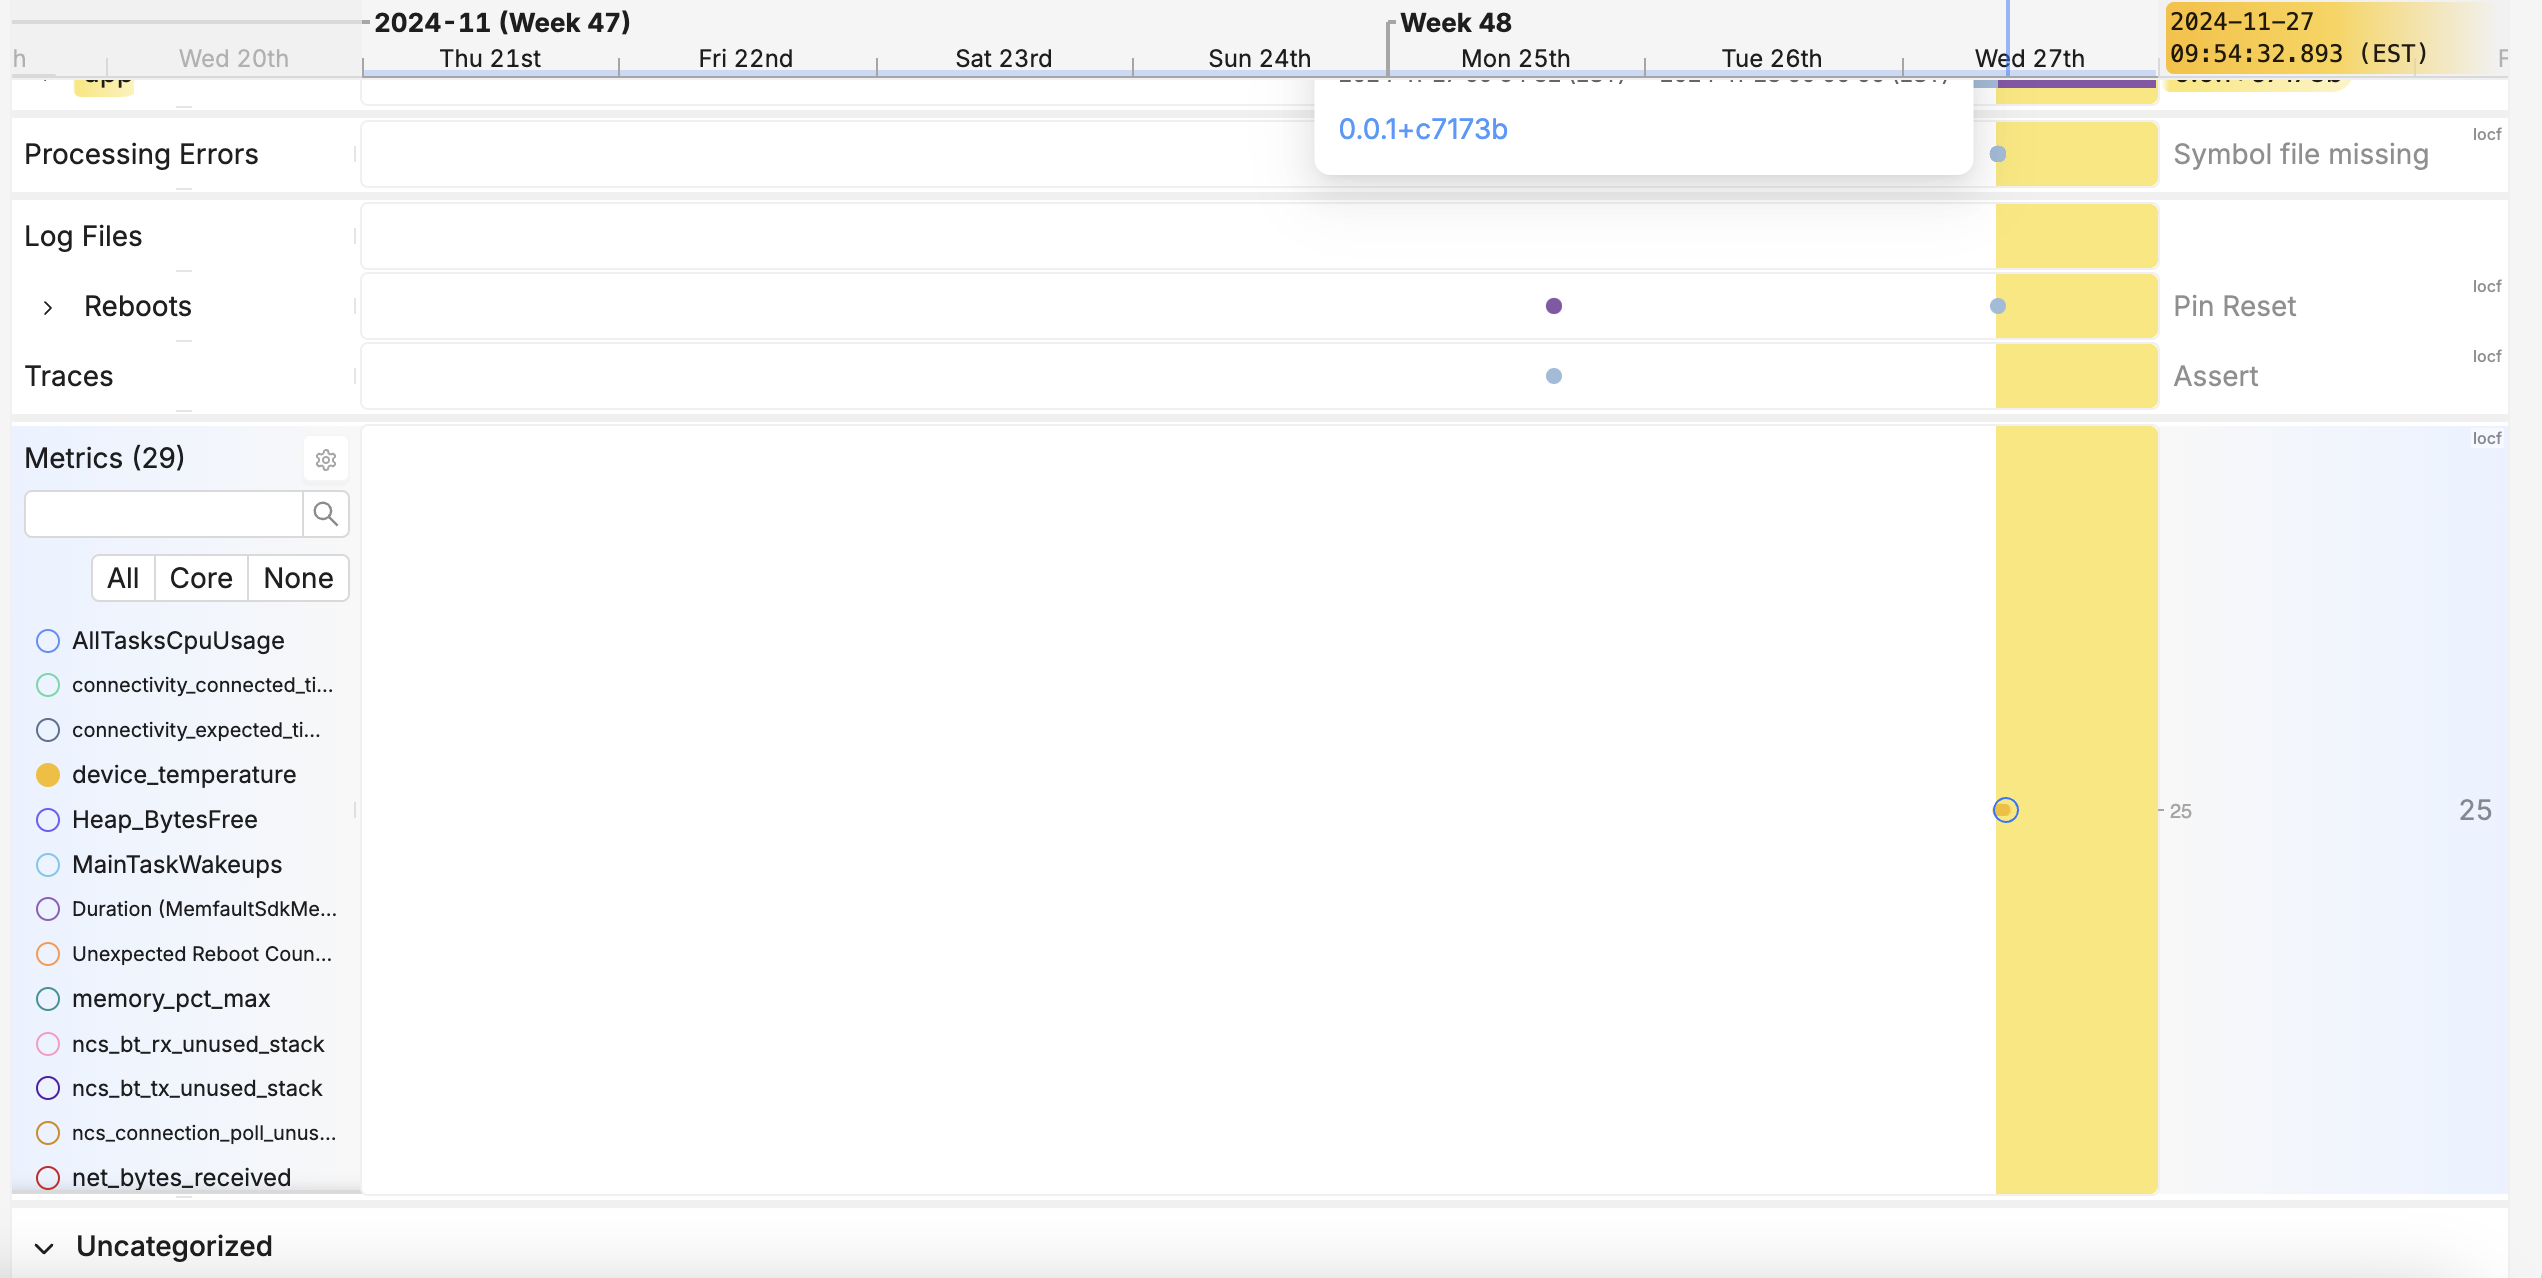 2024-11 (Week 47)
Week 48
2024-11-27
09:54:32.893 (EST)
h
Wed 20th
Thu 21st
Fri 22nd
Sat 23rd
Sun 24th
Mon 25th
Tue 26th
Wed 27th
F
app
0.0.1+c7173b
Processing Errors
Symbol file missing
locf
Log Files
Reboots
Pin Reset
locf
Traces
Assert
locf
Metrics (29)
locf
All
Core
None
AllTasksCpuUsage
connectivity_connected_ti...
connectivity_expected_ti...
device_temperature
Heap_BytesFree
25
25
MainTaskWakeups
Duration (MemfaultSdkMe...
Unexpected Reboot Coun...
memory_pct_max
ncs_bt_rx_unused_stack
ncs_bt_tx_unused_stack
ncs_connection_poll_unus...
net_bytes_received
Uncategorized